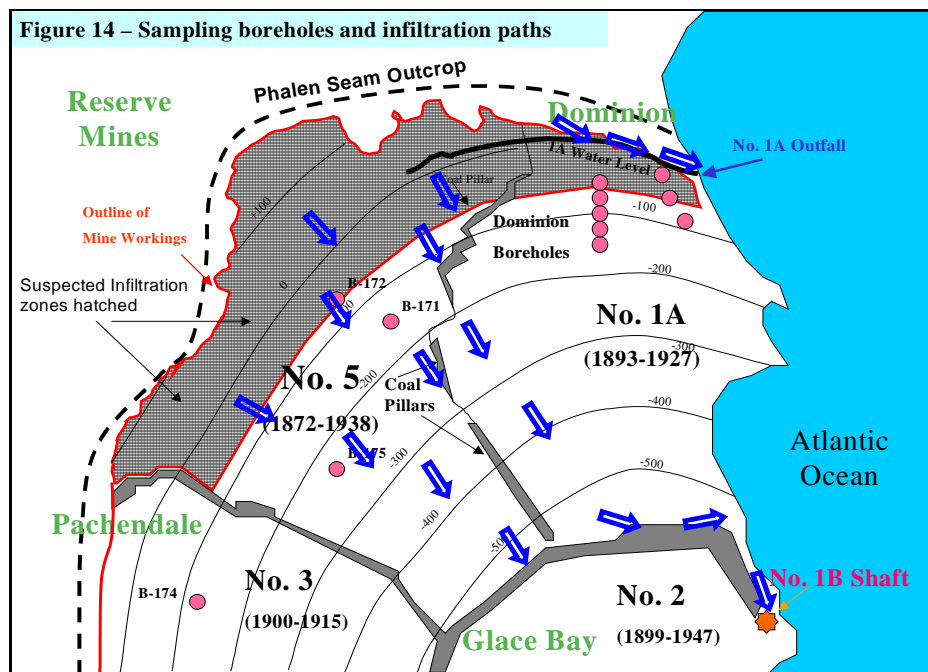 Figure 14 – Sampling boreholes and infiltration paths
Phalen Seam Outcrop
Reserve
Mines
Dominion
No. 1A Outfall
1A Water Level
Coal Pillar
+100
-100
Outline of
Mine Workings
Dominion
Boreholes
Suspected Infiltration
zones hatched
0
B-172
-200
B-171
No. 1A
(1893-1927)
-300
No. 5
(1872-1938)
-200
Coal
Pillars
-400
B-175
-300
Atlantic
Ocean
-500
-400
Pachendale
-500
No. 1B Shaft
B-174
No. 3
(1900-1915)
No. 2
(1899-1947)
Glace Bay